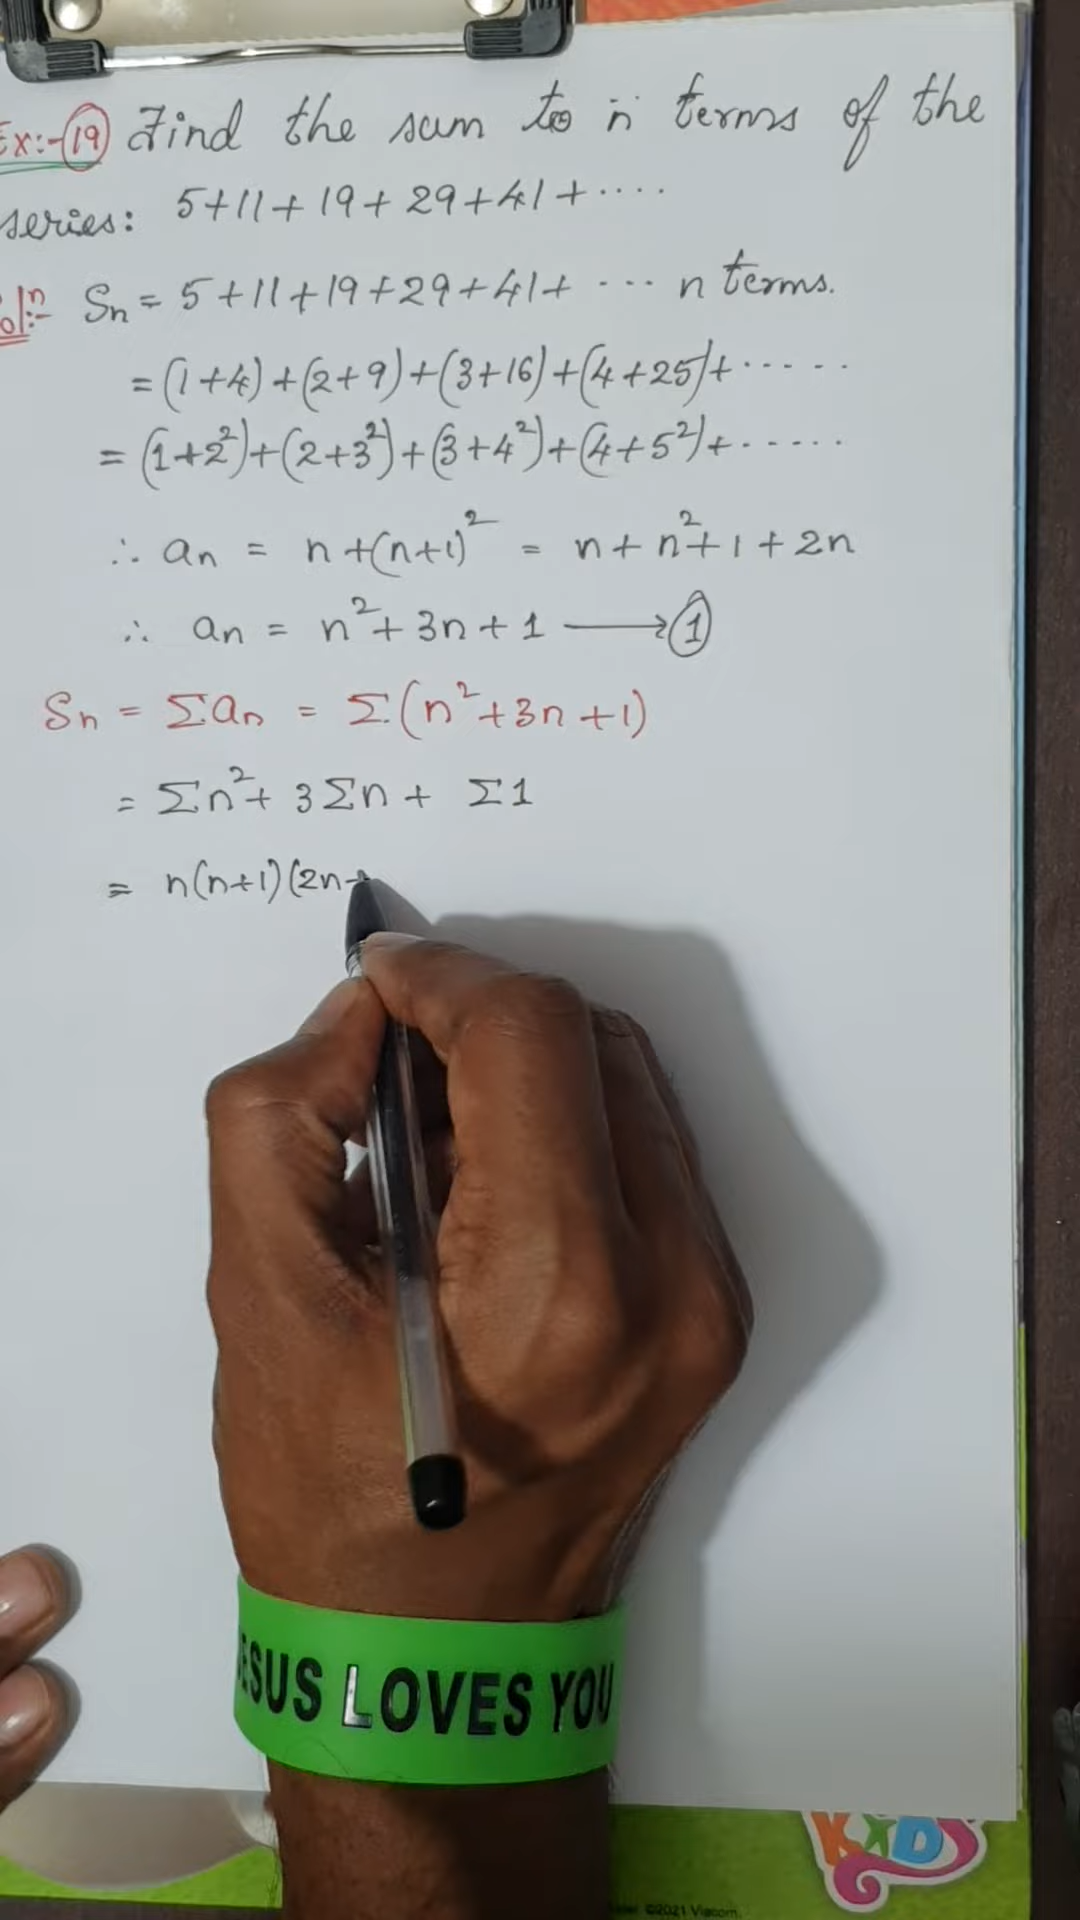 Ex:-(19) Find the sum to n terms of the
series: 5+11+19+29+41+····
Soln:- Sn = 5+11+19+29+41+ ··· n terms.
= (1+4)+(2+9)+(3+16)+(4+25)+·····
= (1+2²)+(2+3²)+(3+4²)+(4+5²)+·····
∴ an = n+(n+1)² = n+n²+1+2n
∴ an = n²+3n+1 ⟶ ①
Sn = Σan = Σ(n²+3n+1)
= Σn²+ 3Σn + Σ1
= n(n+1)(2n+
ESUS LOVES YOU
KIDS
©2021 Viacom.